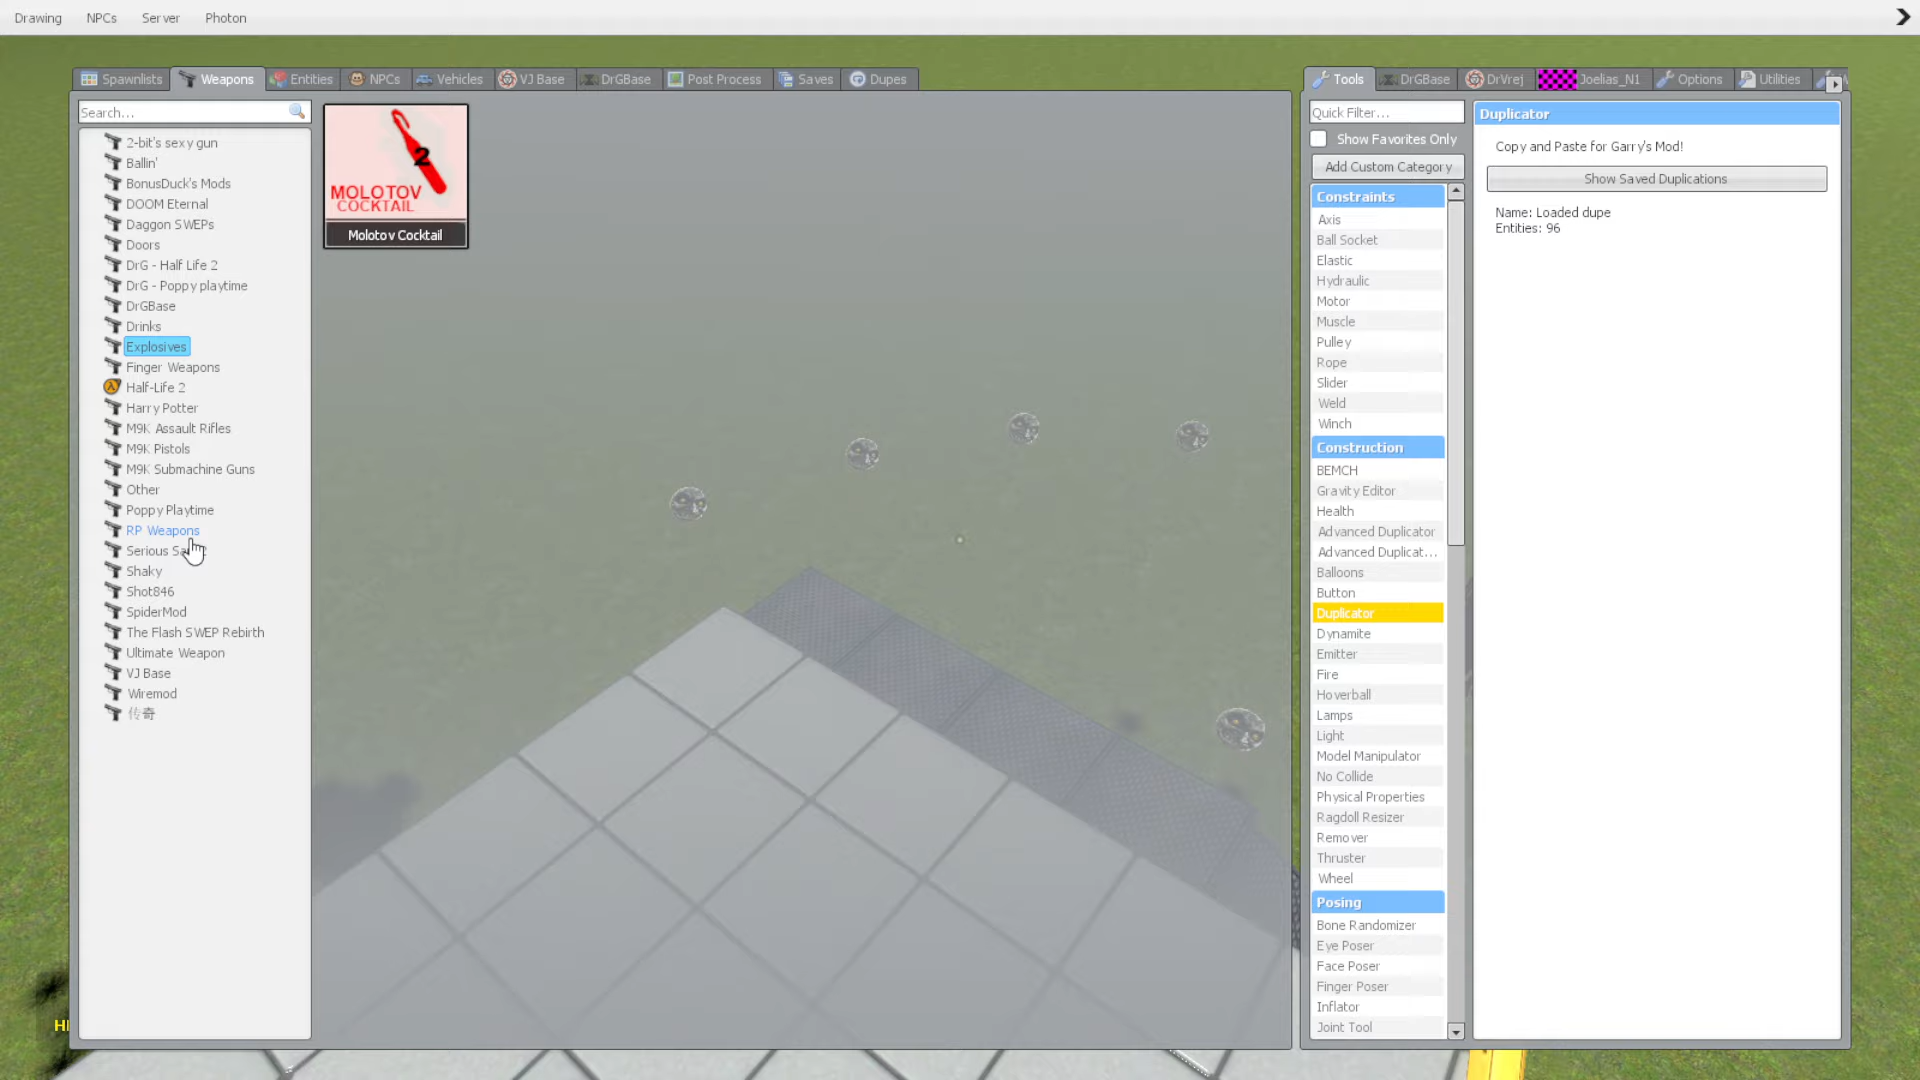 Drawing NPCs Server Photon
Spawnlists Weapons Entities NPCs Vehicles VJ Base DrGBase Post Process Saves Dupes
Search...
2-bit's sexy gun
Ballin'
BonusDuck's Mods
DOOM Eternal
Daggon SWEPs
Doors
DrG - Half Life 2
DrG - Poppy playtime
DrGBase
Drinks
Explosives
Finger Weapons
Half-Life 2
Harry Potter
M9K Assault Rifles
M9K Pistols
M9K Submachine Guns
Other
Poppy Playtime
RP Weapons
Serious
Shaky
Shot846
SpiderMod
The Flash SWEP Rebirth
Ultimate Weapon
VJ Base
Wiremod
传奇
2
MOLOTOV
COCKTAIL
Molotov Cocktail
Tools DrGBase DrVrej Joelias_N1 Options Utilities
Quick Filter...
Show Favorites Only
Add Custom Category
Constraints
Axis
Ball Socket
Elastic
Hydraulic
Motor
Muscle
Pulley
Rope
Slider
Weld
Winch
Construction
BEMCH
Gravity Editor
Health
Advanced Duplicator
Advanced Duplicat...
Balloons
Button
Duplicator
Dynamite
Emitter
Fire
Hoverball
Lamps
Light
Model Manipulator
No Collide
Physical Properties
Ragdoll Resizer
Remover
Thruster
Wheel
Posing
Bone Randomizer
Eye Poser
Face Poser
Finger Poser
Inflator
Joint Tool
Duplicator
Copy and Paste for Garry's Mod!
Show Saved Duplications
Name: Loaded dupe
Entities: 96